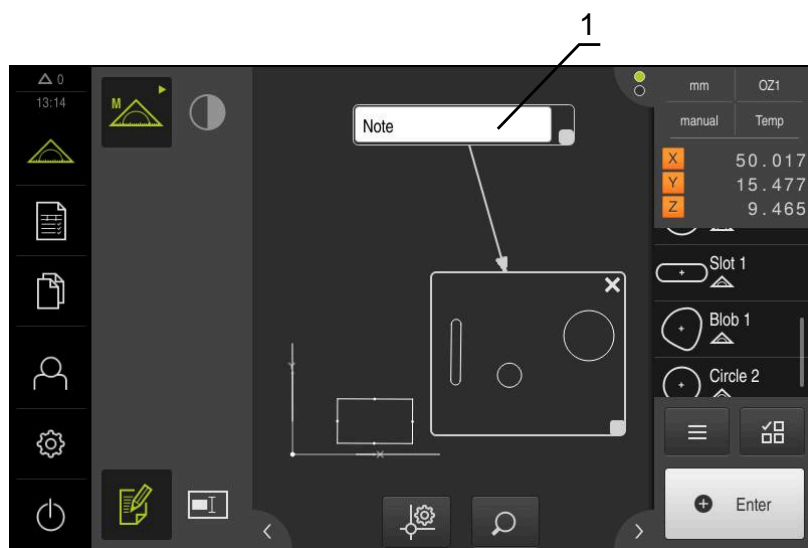 1
0
13:14
M
Note
mm OZ1
manual Temp
X 50.017
Y 15.477
Z 9.465
Slot 1
Blob 1
Circle 2
Enter